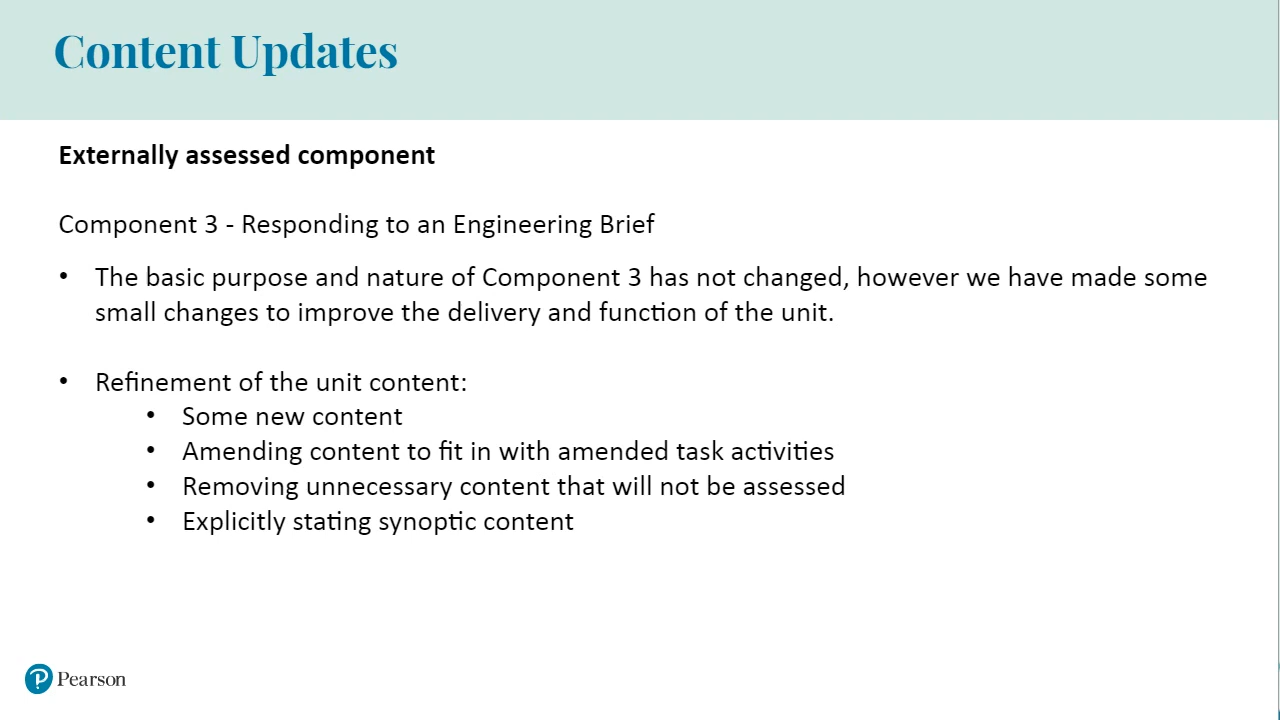 Content Updates
Externally assessed component
Component 3 - Responding to an Engineering Brief
• The basic purpose and nature of Component 3 has not changed, however we have made some
small changes to improve the delivery and function of the unit.
• Refinement of the unit content:
• Some new content
• Amending content to fit in with amended task activities
• Removing unnecessary content that will not be assessed
• Explicitly stating synoptic content
P Pearson